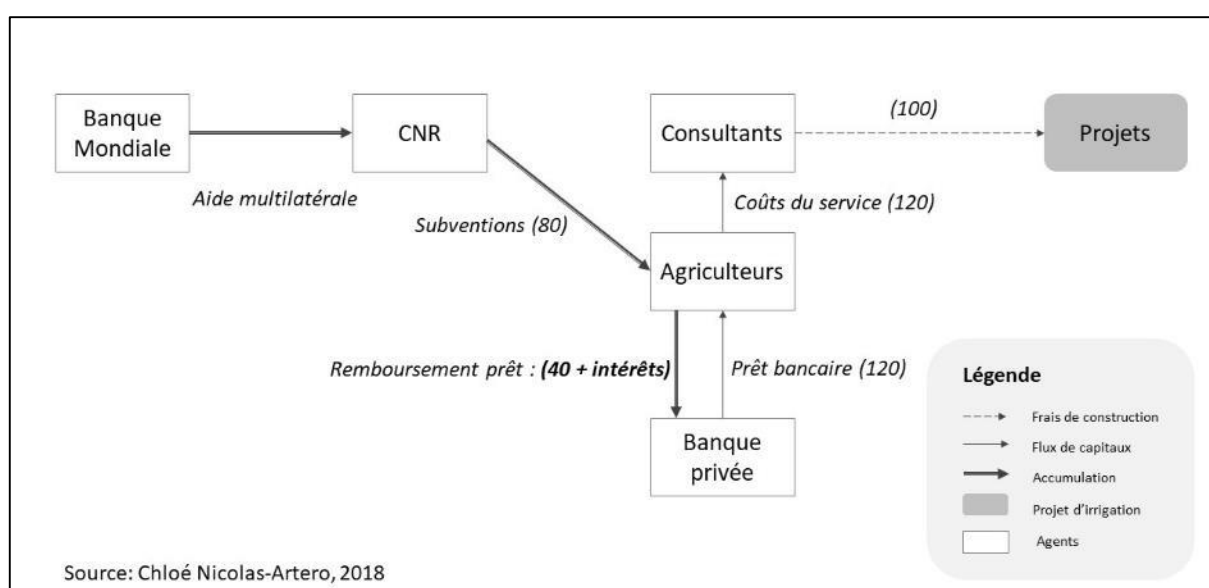 Banque
Mondiale
CNR
Consultants
(100)
Projets
Aide multilatérale
Coûts du service (120)
Subventions (80)
Agriculteurs
Remboursement prêt : (40 + intérêts)
Prêt bancaire (120)
Banque
privée
Légende
Frais de construction
Flux de capitaux
Accumulation
Projet d'irrigation
Agents
Source: Chloé Nicolas-Artero, 2018